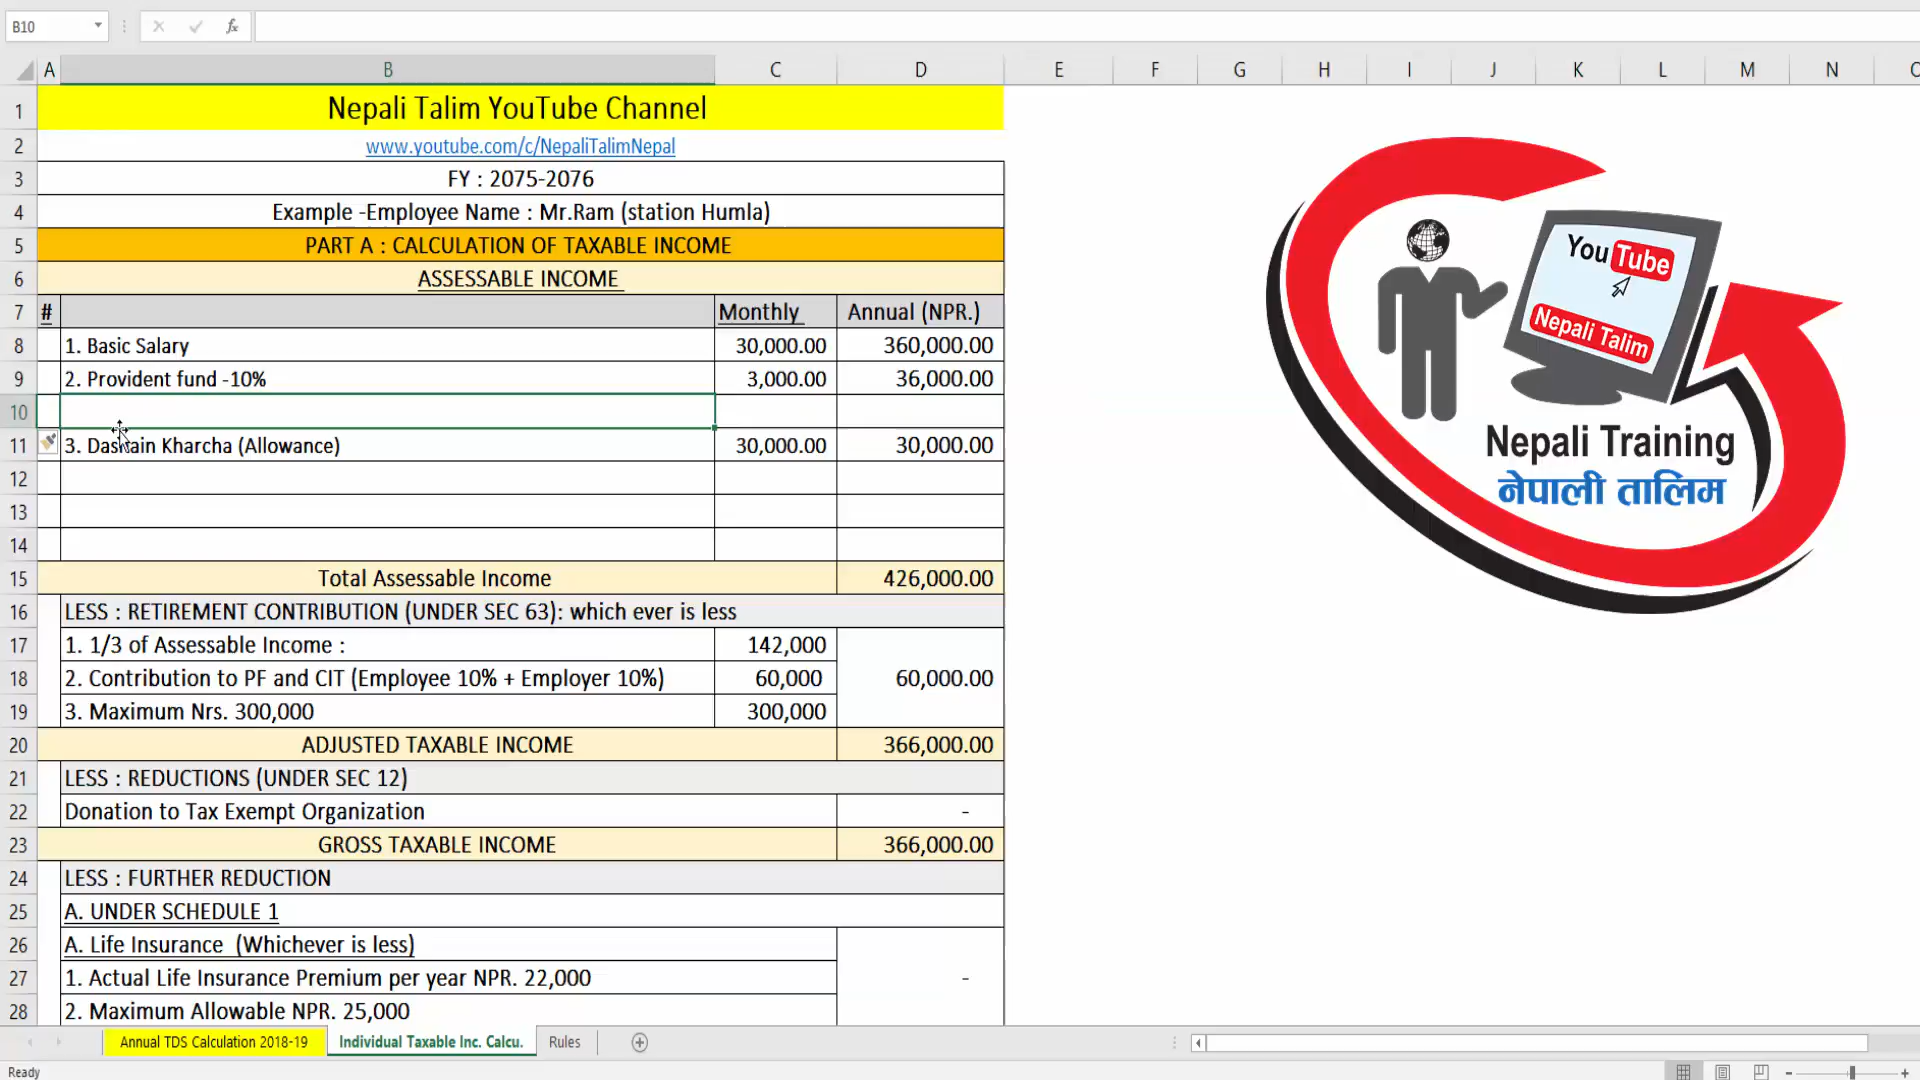 B10
fx
A B C D E F G H I J K L M N
1 Nepali Talim YouTube Channel
2 www.youtube.com/c/NepaliTalimNepal
3 FY : 2075-2076
4 Example -Employee Name : Mr.Ram (station Humla)
5 PART A : CALCULATION OF TAXABLE INCOME
6 ASSESSABLE INCOME
7 # Monthly Annual (NPR.)
8 1. Basic Salary 30,000.00 360,000.00
9 2. Provident fund -10% 3,000.00 36,000.00
10
11 3. Dashain Kharcha (Allowance) 30,000.00 30,000.00
12
13
14
15 Total Assessable Income 426,000.00
16 LESS : RETIREMENT CONTRIBUTION (UNDER SEC 63): which ever is less
17 1. 1/3 of Assessable Income : 142,000
18 2. Contribution to PF and CIT (Employee 10% + Employer 10%) 60,000 60,000.00
19 3. Maximum Nrs. 300,000 300,000
20 ADJUSTED TAXABLE INCOME 366,000.00
21 LESS : REDUCTIONS (UNDER SEC 12)
22 Donation to Tax Exempt Organization -
23 GROSS TAXABLE INCOME 366,000.00
24 LESS : FURTHER REDUCTION
25 A. UNDER SCHEDULE 1
26 A. Life Insurance (Whichever is less)
27 1. Actual Life Insurance Premium per year NPR. 22,000 -
28 2. Maximum Allowable NPR. 25,000
You Tube
Nepali Talim
Nepali Training
नेपाली तालिम
Annual TDS Calculation 2018-19 Individual Taxable Inc. Calcu. Rules
Ready